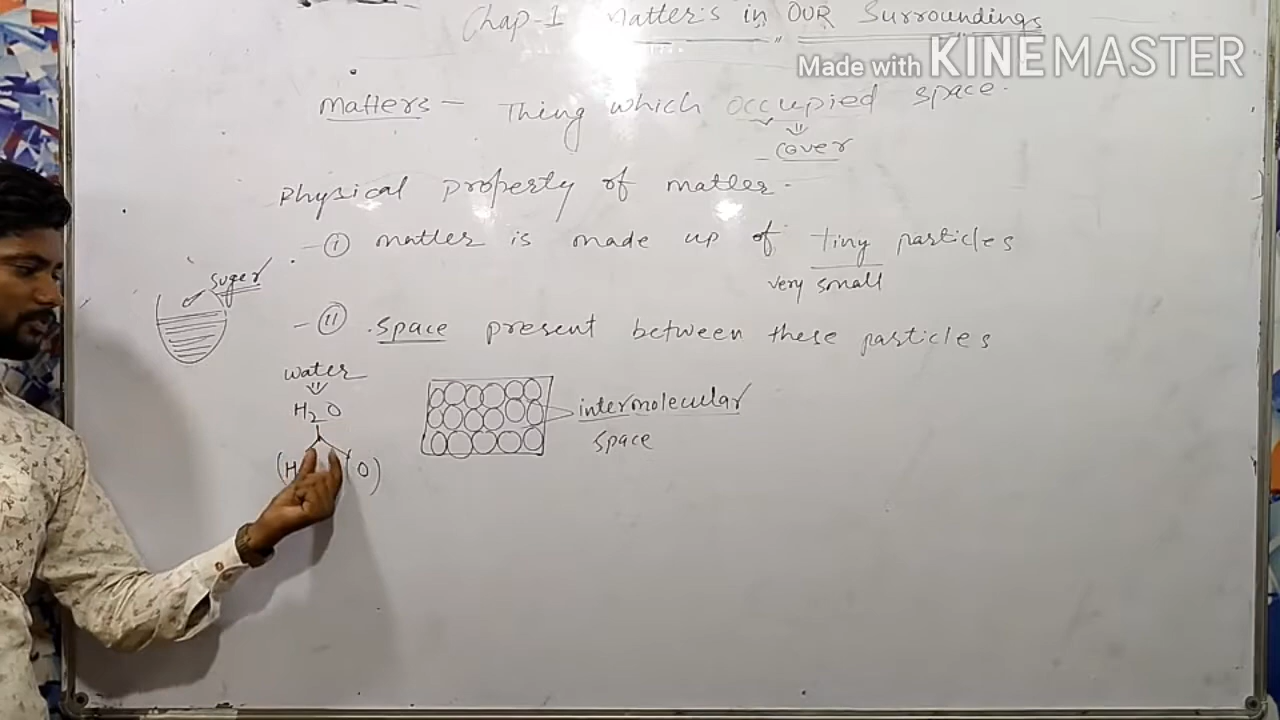 Chap-1 Matter's in OUR Surroundings
Made with KINEMASTER
Matters - Thing which occupied space.
cover
Physical property of matter.
(i) matter is made up of tiny particles
very small
suger
(ii) .space present between these particles
water
H2O
intermolecular
space
(H (O)